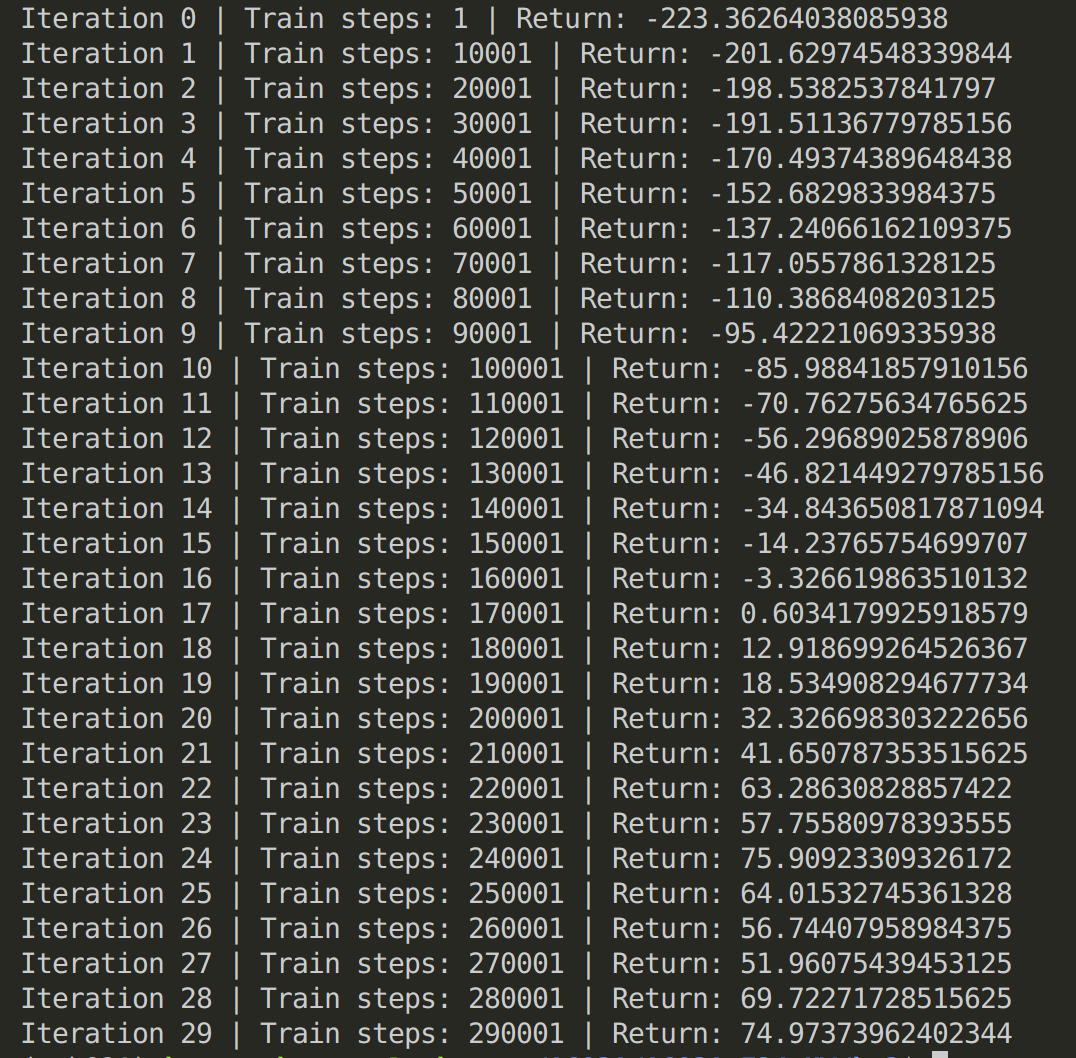 Iteration 0 | Train steps: 1 | Return: -223.36264038085938
Iteration 1 | Train steps: 10001 | Return: -201.62974548339844
Iteration 2 | Train steps: 20001 | Return: -198.5382537841797
Iteration 3 | Train steps: 30001 | Return: -191.51136779785156
Iteration 4 | Train steps: 40001 | Return: -170.49374389648438
Iteration 5 | Train steps: 50001 | Return: -152.6829833984375
Iteration 6 | Train steps: 60001 | Return: -137.24066162109375
Iteration 7 | Train steps: 70001 | Return: -117.0557861328125
Iteration 8 | Train steps: 80001 | Return: -110.3868408203125
Iteration 9 | Train steps: 90001 | Return: -95.42221069335938
Iteration 10 | Train steps: 100001 | Return: -85.98841857910156
Iteration 11 | Train steps: 110001 | Return: -70.76275634765625
Iteration 12 | Train steps: 120001 | Return: -56.29689025878906
Iteration 13 | Train steps: 130001 | Return: -46.821449279785156
Iteration 14 | Train steps: 140001 | Return: -34.843650817871094
Iteration 15 | Train steps: 150001 | Return: -14.23765754699707
Iteration 16 | Train steps: 160001 | Return: -3.326619863510132
Iteration 17 | Train steps: 170001 | Return: 0.6034179925918579
Iteration 18 | Train steps: 180001 | Return: 12.918699264526367
Iteration 19 | Train steps: 190001 | Return: 18.534908294677734
Iteration 20 | Train steps: 200001 | Return: 32.326698303222656
Iteration 21 | Train steps: 210001 | Return: 41.650787353515625
Iteration 22 | Train steps: 220001 | Return: 63.28630828857422
Iteration 23 | Train steps: 230001 | Return: 57.75580978393555
Iteration 24 | Train steps: 240001 | Return: 75.90923309326172
Iteration 25 | Train steps: 250001 | Return: 64.01532745361328
Iteration 26 | Train steps: 260001 | Return: 56.74407958984375
Iteration 27 | Train steps: 270001 | Return: 51.96075439453125
Iteration 28 | Train steps: 280001 | Return: 69.72271728515625
Iteration 29 | Train steps: 290001 | Return: 74.97373962402344